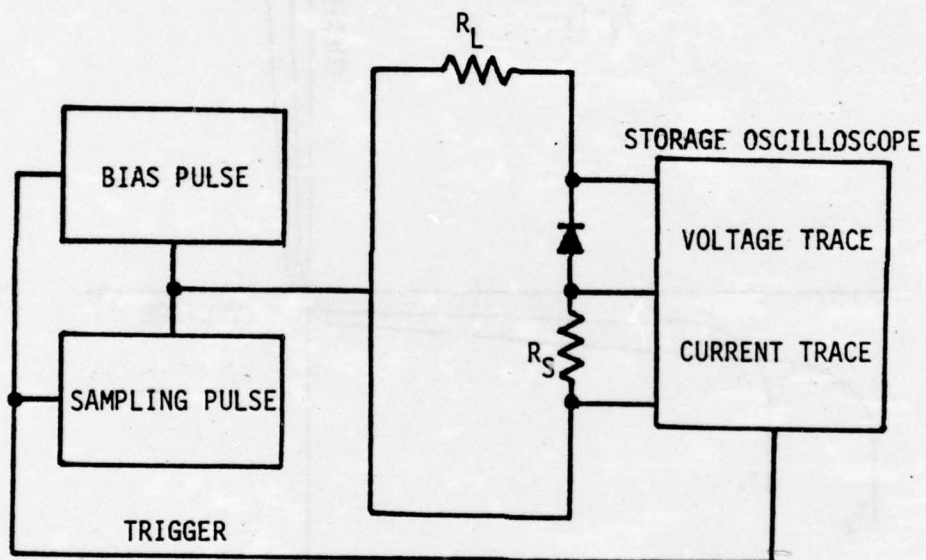 R_L
STORAGE OSCILLOSCOPE
BIAS PULSE
VOLTAGE TRACE
R_S
CURRENT TRACE
SAMPLING PULSE
TRIGGER